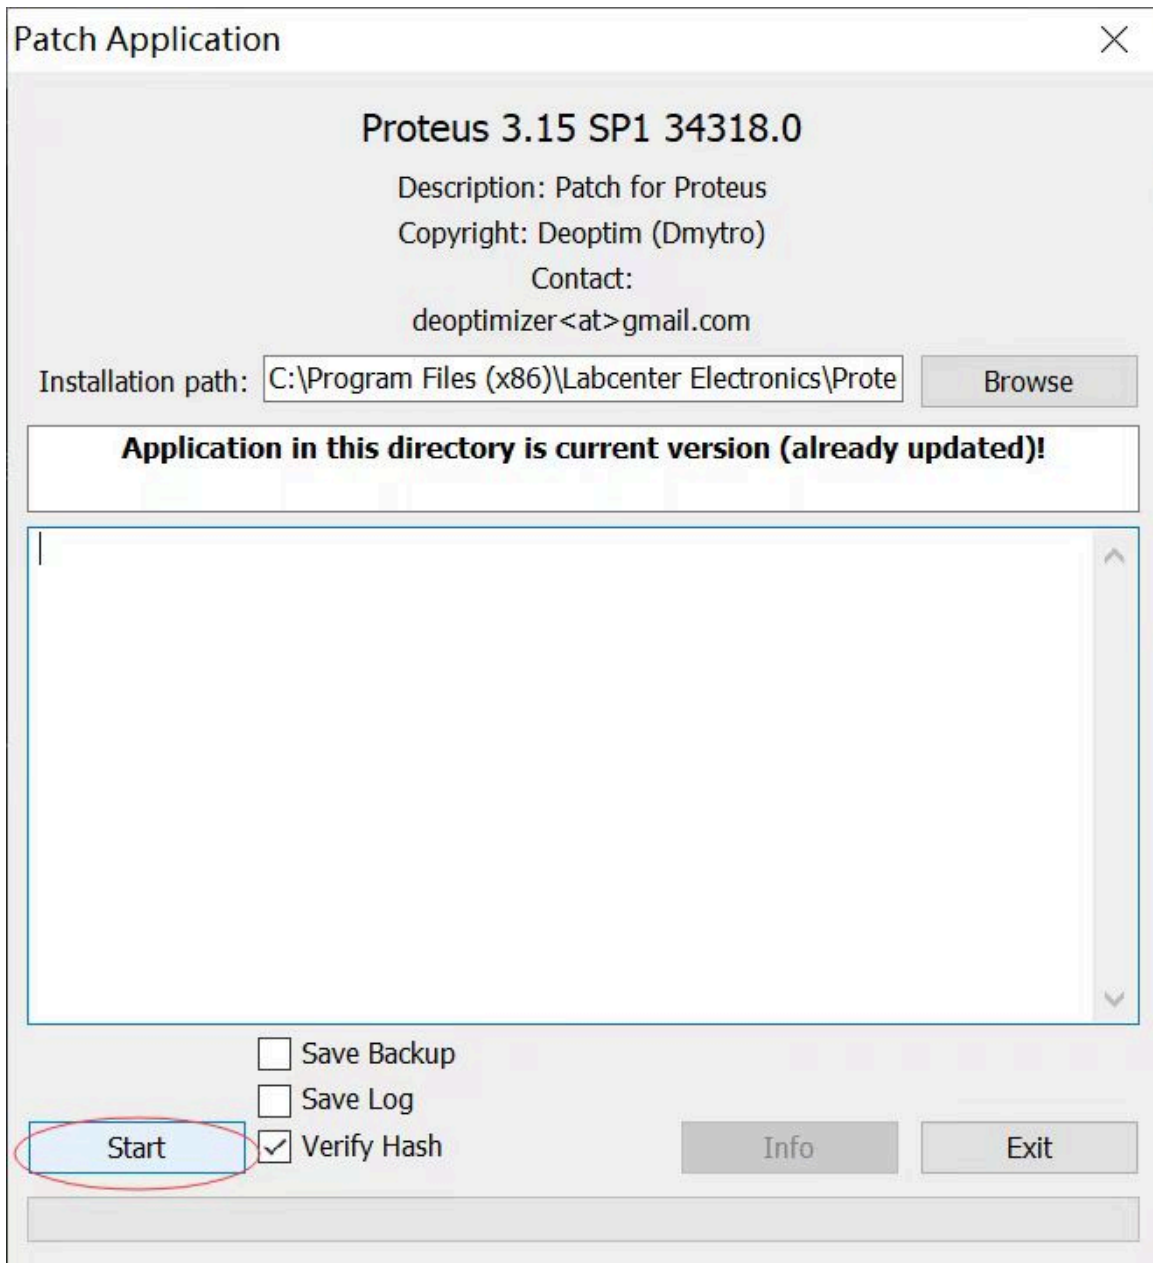 Patch Application
Proteus 3.15 SP1 34318.0
Description: Patch for Proteus
Copyright: Deoptim (Dmytro)
Contact:
deoptimizer<at>gmail.com
Installation path: C:\Program Files (x86)\Labcenter Electronics\Prote Browse
Application in this directory is current version (already updated)!
Save Backup
Save Log
Start Verify Hash Info Exit